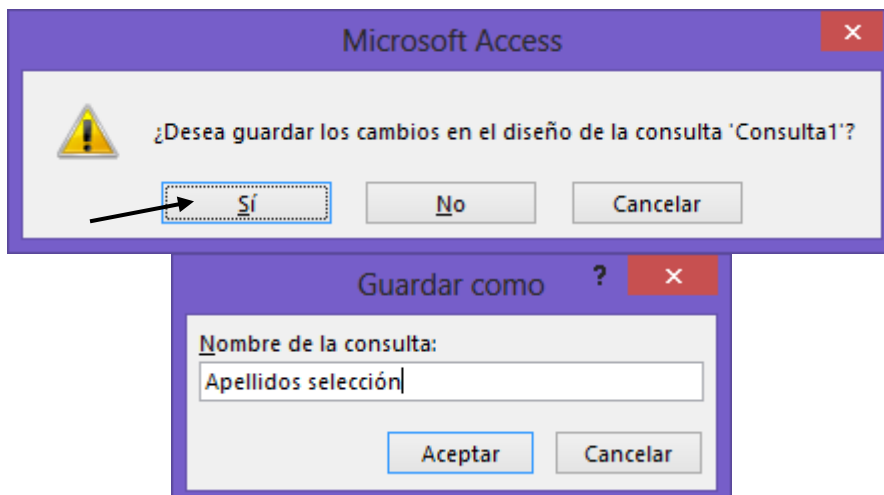 Microsoft Access
¿Desea guardar los cambios en el diseño de la consulta 'Consulta1'?
Sí No Cancelar
Guardar como ?
Nombre de la consulta:
Apellidos selección
Aceptar Cancelar